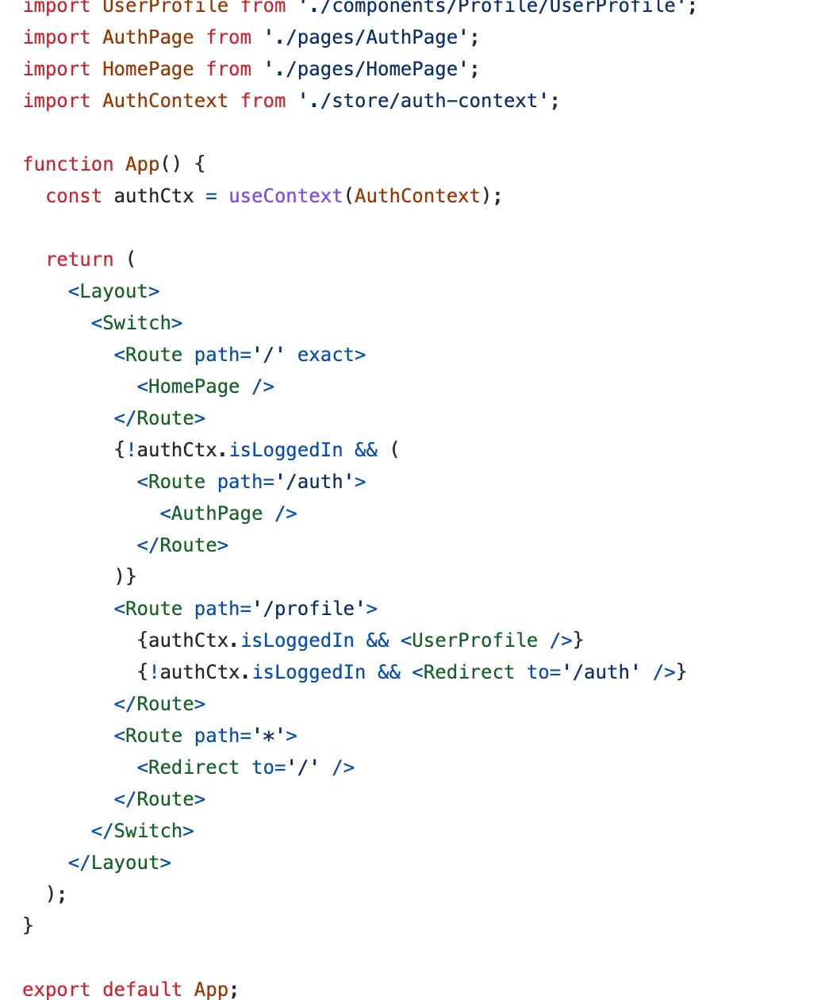 import UserProfile from './components/Profile/UserProfile';
import AuthPage from './pages/AuthPage';
import HomePage from './pages/HomePage';
import AuthContext from './store/auth-context';

function App() {
  const authCtx = useContext(AuthContext);

  return (
    <Layout>
      <Switch>
        <Route path='/' exact>
          <HomePage />
        </Route>
        {!authCtx.isLoggedIn && (
          <Route path='/auth'>
            <AuthPage />
          </Route>
        )}
        <Route path='/profile'>
          {authCtx.isLoggedIn && <UserProfile />}
          {!authCtx.isLoggedIn && <Redirect to='/auth' />}
        </Route>
        <Route path='*'>
          <Redirect to='/' />
        </Route>
      </Switch>
    </Layout>
  );
}

export default App;